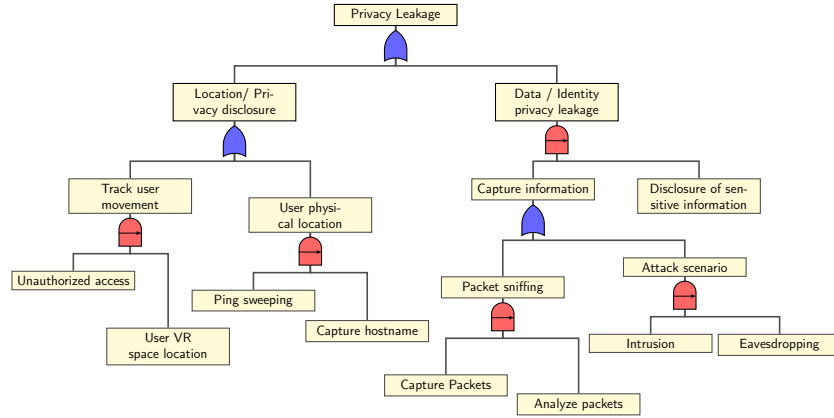 Privacy Leakage
Location/ Pri-
vacy disclosure
Data / Identity
privacy leakage
Track user
movement
User physi-
cal location
Capture information
Disclosure of sen-
sitive information
Unauthorized access
User VR
space location
Ping sweeping
Capture hostname
Packet sniffing
Attack scenario
Capture Packets
Analyze packets
Intrusion
Eavesdropping